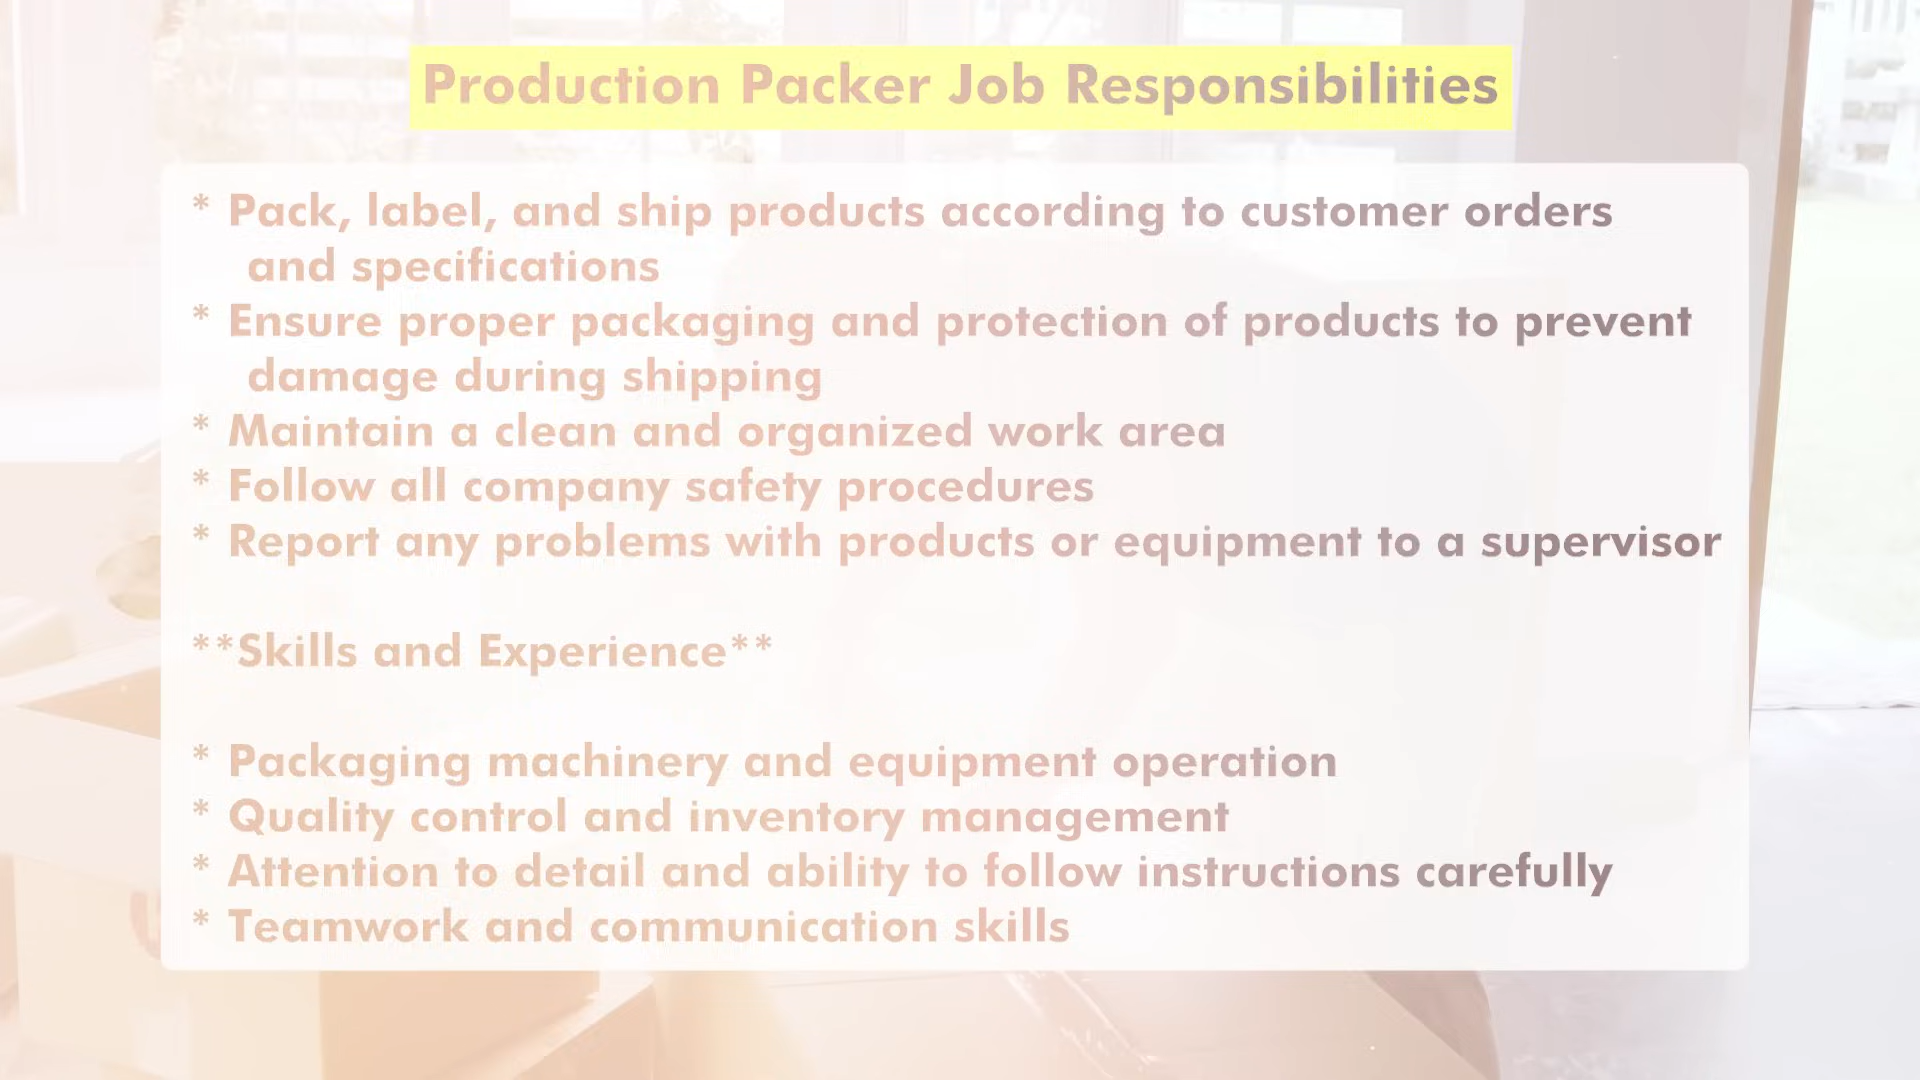 Production Packer Job Responsibilities
* Pack, label, and ship products according to customer orders
and specifications
* Ensure proper packaging and protection of products to prevent
damage during shipping
* Maintain a clean and organized work area
* Follow all company safety procedures
* Report any problems with products or equipment to a supervisor
**Skills and Experience**
* Packaging machinery and equipment operation
* Quality control and inventory management
* Attention to detail and ability to follow instructions carefully
* Teamwork and communication skills